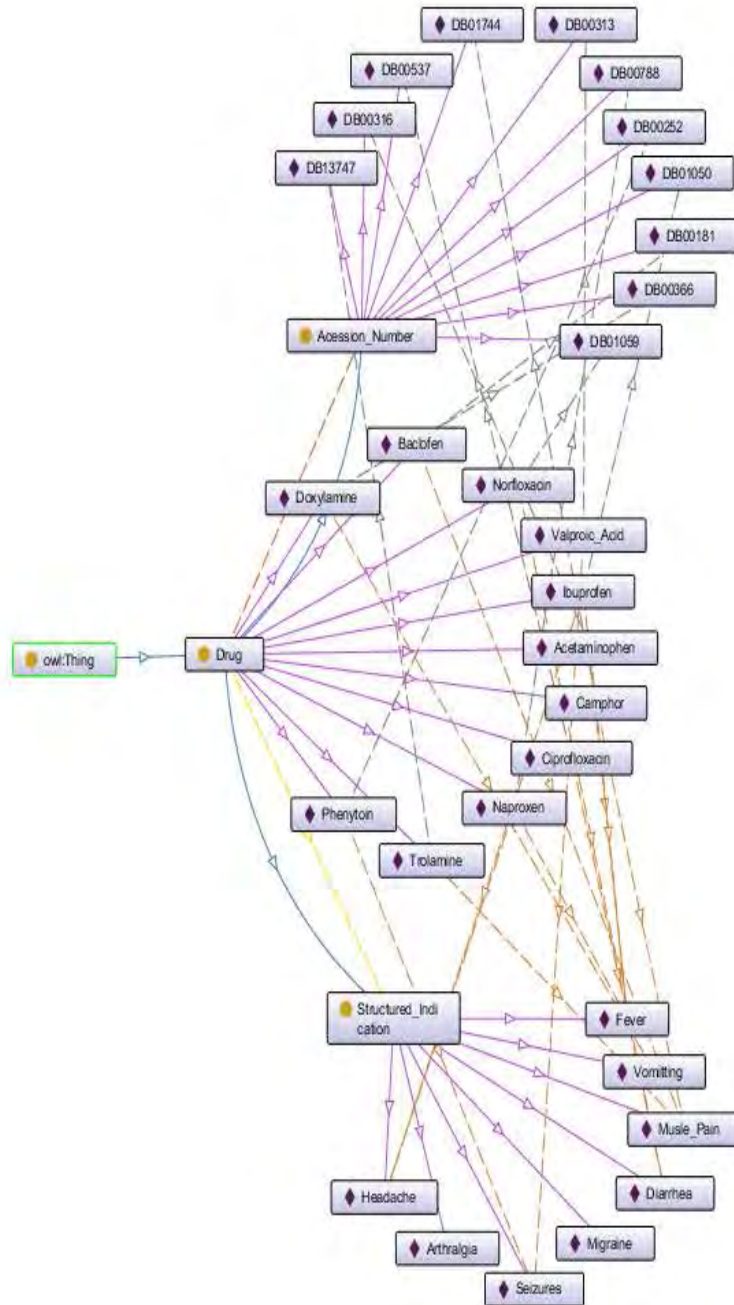 DB01744
DB00313
DB00537
DB00788
DB00316
DB00252
DB13747
DB01050
DB00181
DB00366
Acession_Number
DB01059
Baclofen
Norfloxacin
Doxylamine
Valproic_Acid
Ibuprofen
Acetaminophen
owl:Thing
Drug
Camphor
Ciprofloxacin
Naproxen
Phenytoin
Trolamine
Structured_Indi
cation
Fever
Vomitting
Musle_Pain
Headache
Diarrhea
Arthralgia
Migraine
Seizures